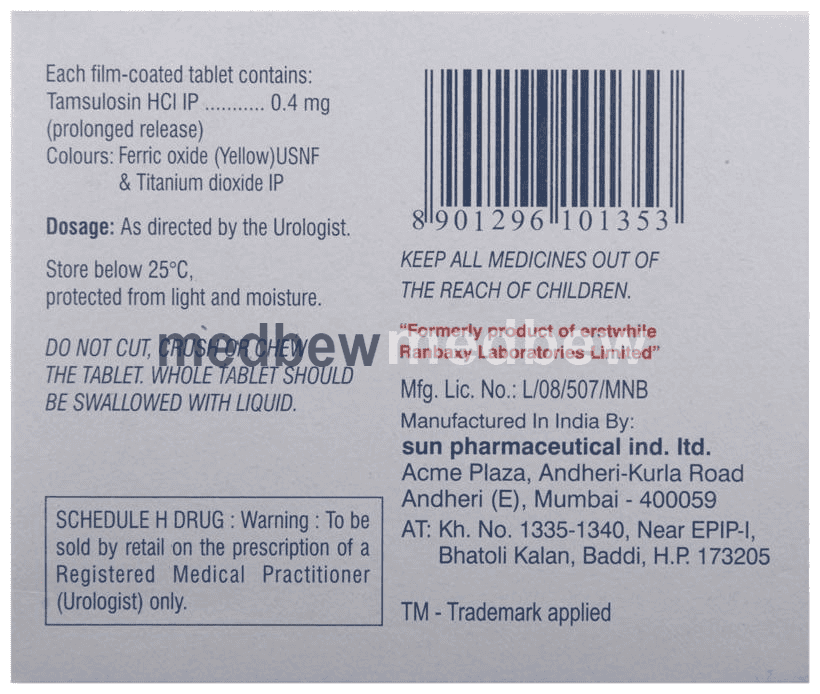 Each film-coated tablet contains:
Tamsulosin HCl IP ........... 0.4 mg
(prolonged release)
Colours: Ferric oxide (Yellow)USNF
& Titanium dioxide IP
Dosage: As directed by the Urologist.
Store below 25°C,
protected from light and moisture.
DO NOT CUT, CRUSH OR CHEW
THE TABLET. WHOLE TABLET SHOULD
BE SWALLOWED WITH LIQUID.
SCHEDULE H DRUG : Warning : To be
sold by retail on the prescription of a
Registered Medical Practitioner
(Urologist) only.
8 901296 101353
KEEP ALL MEDICINES OUT OF
THE REACH OF CHILDREN.
"Formerly product of erstwhile
Ranbaxy Laboratories Limited"
Mfg. Lic. No.: L/08/507/MNB
Manufactured In India By:
sun pharmaceutical ind. ltd.
Acme Plaza, Andheri-Kurla Road
Andheri (E), Mumbai - 400059
AT: Kh. No. 1335-1340, Near EPIP-I,
Bhatoli Kalan, Baddi, H.P. 173205
TM - Trademark applied
medbew medbew